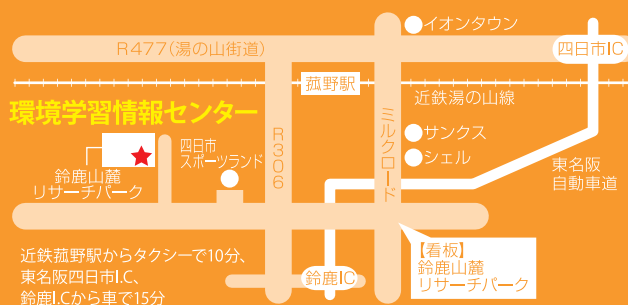 イオンタウン
R477(湯の山街道)
四日市IC
菰野駅
近鉄湯の山線
環境学習情報センター
R306
ミルクロード
サンクス
シェル
四日市
スポーツランド
東名阪
自動車道
鈴鹿山麓
リサーチパーク
【看板】
鈴鹿山麓
リサーチパーク
鈴鹿IC
近鉄菰野駅からタクシーで10分、
東名阪四日市I.C、
鈴鹿I.Cから車で15分